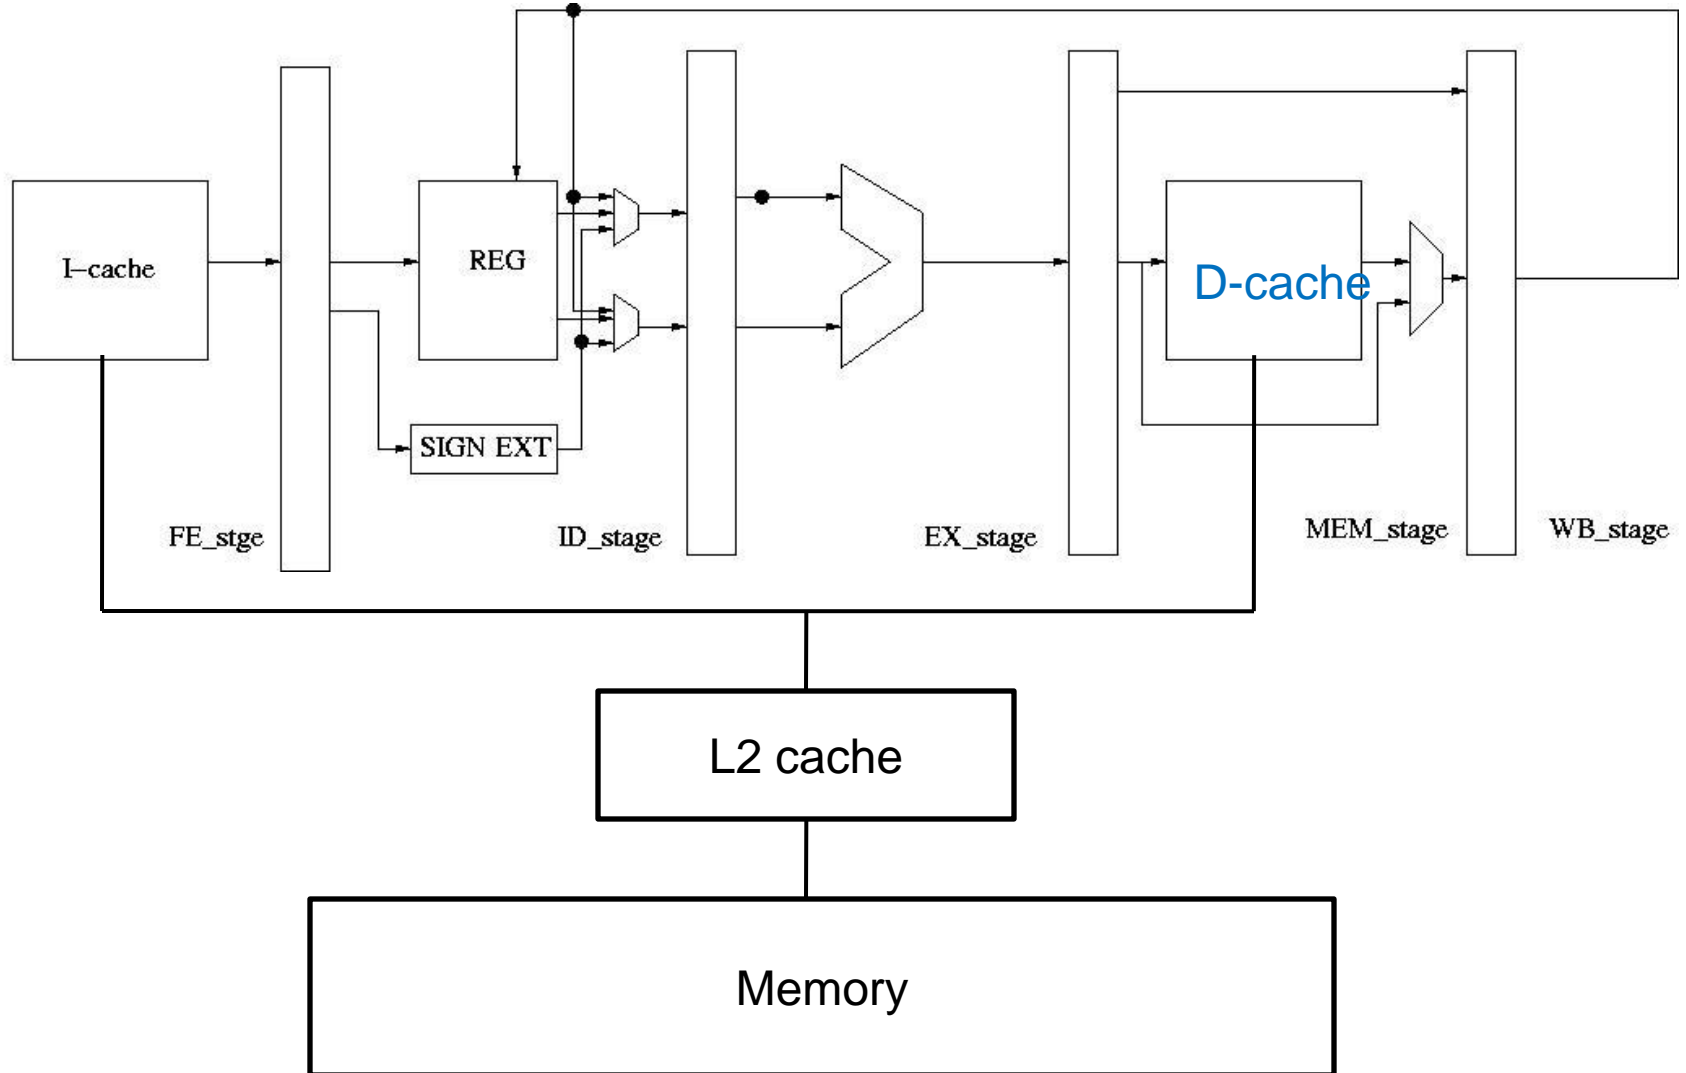 I-cache
REG
D-cache
SIGN EXT
FE_stge
ID_stage
EX_stage
MEM_stage
WB_stage
L2 cache
Memory